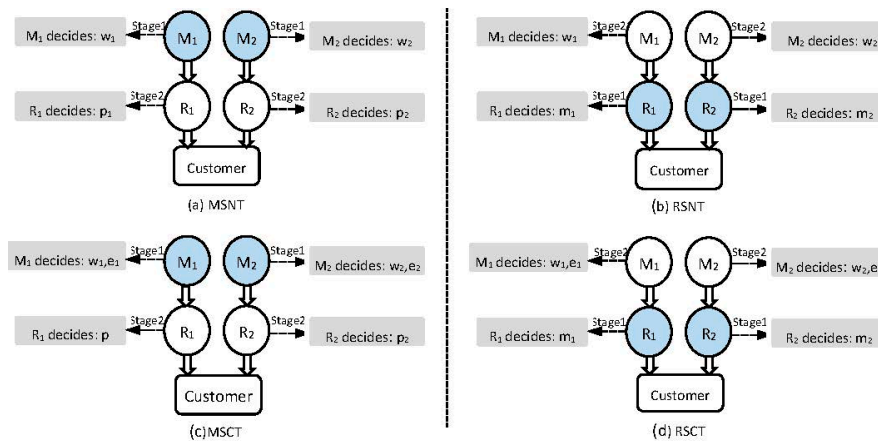 Stage1 Stage1
M₁ decides: w₁ M₁ M₂ M₂ decides: w₂
Stage2 Stage2
R₁ decides: p₁ R₁ R₂ R₂ decides: p₂
Customer
(a) MSNT
Stage2 Stage2
M₁ decides: w₁ M₁ M₂ M₂ decides: w₂
Stage1 Stage1
R₁ decides: m₁ R₁ R₂ R₂ decides: m₂
Customer
(b) RSNT
Stage1 Stage1
M₁ decides: w₁,e₁ M₁ M₂ M₂ decides: w₂,e₂
Stage2 Stage2
R₁ decides: p R₁ R₂ R₂ decides: p₂
Customer
(c)MSCT
Stage2 Stage2
M₁ decides: w₁,e₁ M₁ M₂ M₂ decides: w₂,e
Stage1 Stage1
R₁ decides: m₁ R₁ R₂ R₂ decides: m₂
Customer
(d) RSCT